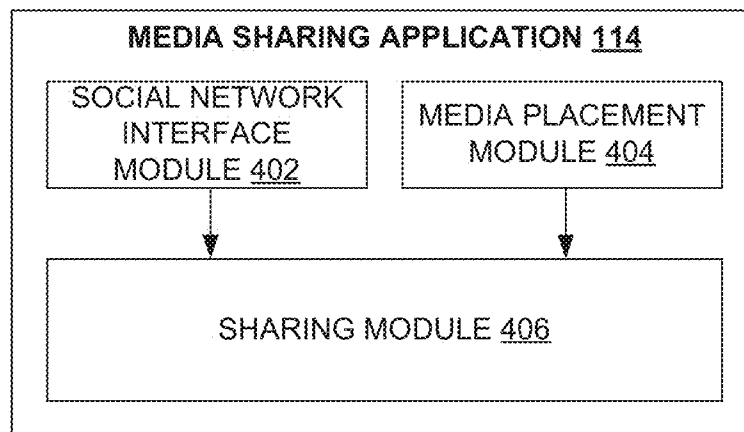 MEDIA SHARING APPLICATION 114
SOCIAL NETWORK
INTERFACE
MODULE 402
MEDIA PLACEMENT
MODULE 404
SHARING MODULE 406